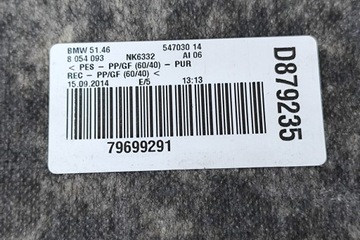 BMW 51.46 547030 14
8 054 093 NK6332 AI 06
< PES - PP/GF (60/40) - PUR
REC - PP/GF (60/40) <
15.09.2014 E/5 13:13
79699291
D879235